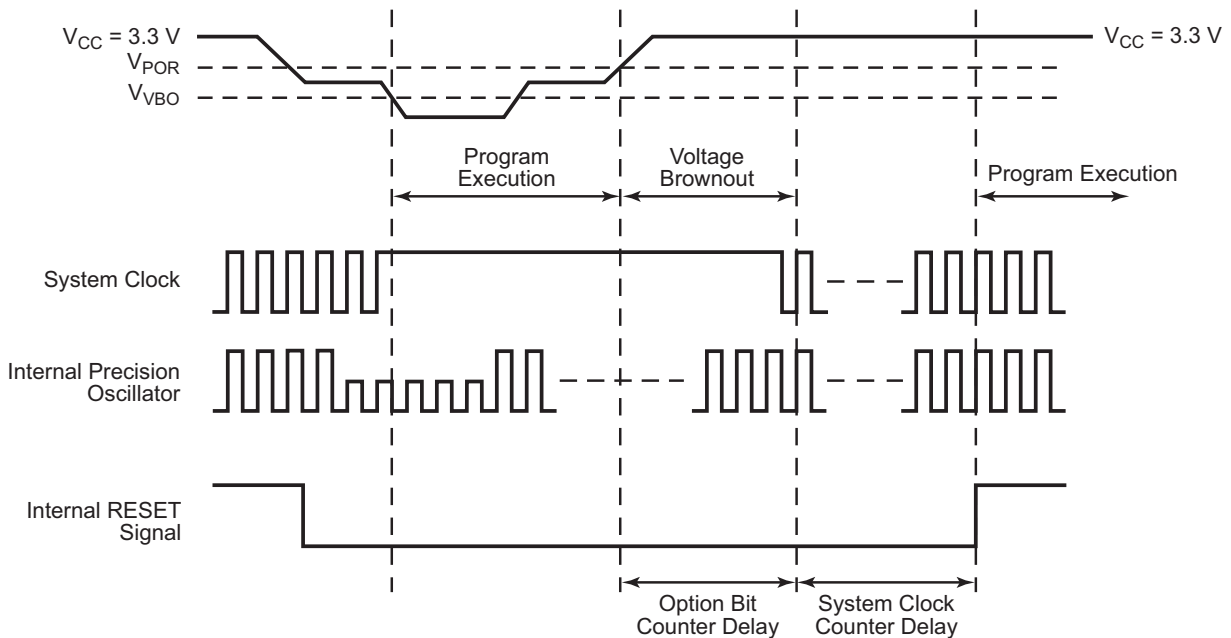 V_CC = 3.3 V
V_CC = 3.3 V
V_POR
V_VBO
Program
Execution
Voltage
Brownout
Program Execution
System Clock
Internal Precision
Oscillator
Internal RESET
Signal
Option Bit
Counter Delay
System Clock
Counter Delay